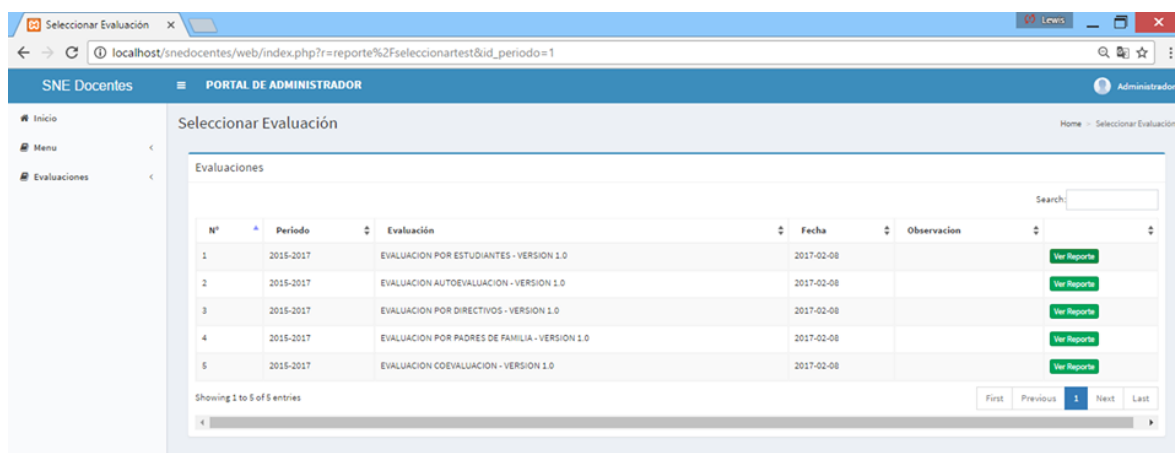 Seleccionar Evaluación
Lewis
localhost/snedocentes/web/index.php?r=reporte%2Fseleccionartest&id_periodo=1
SNE Docentes PORTAL DE ADMINISTRADOR Administrador
Inicio
Menu
Evaluaciones
Seleccionar Evaluación Home > Seleccionar Evaluación
Evaluaciones
Search:
N° Periodo Evaluación Fecha Observacion
1 2015-2017 EVALUACION POR ESTUDIANTES - VERSION 1.0 2017-02-08 Ver Reporte
2 2015-2017 EVALUACION AUTOEVALUACION - VERSION 1.0 2017-02-08 Ver Reporte
3 2015-2017 EVALUACION POR DIRECTIVOS - VERSION 1.0 2017-02-08 Ver Reporte
4 2015-2017 EVALUACION POR PADRES DE FAMILIA - VERSION 1.0 2017-02-08 Ver Reporte
5 2015-2017 EVALUACION COEVALUACION - VERSION 1.0 2017-02-08 Ver Reporte
Showing 1 to 5 of 5 entries First Previous 1 Next Last